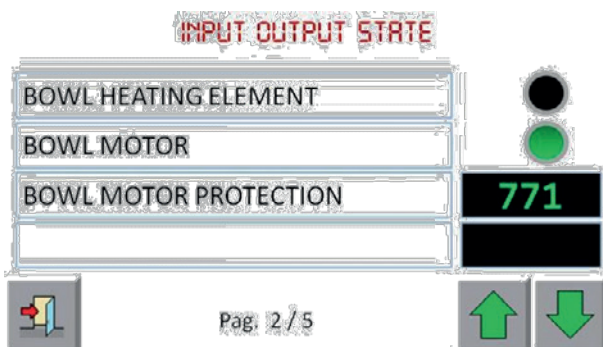 INPUT OUTPUT STATE
BOWL HEATING ELEMENT
BOWL MOTOR
BOWL MOTOR PROTECTION 771
Pag. 2/5